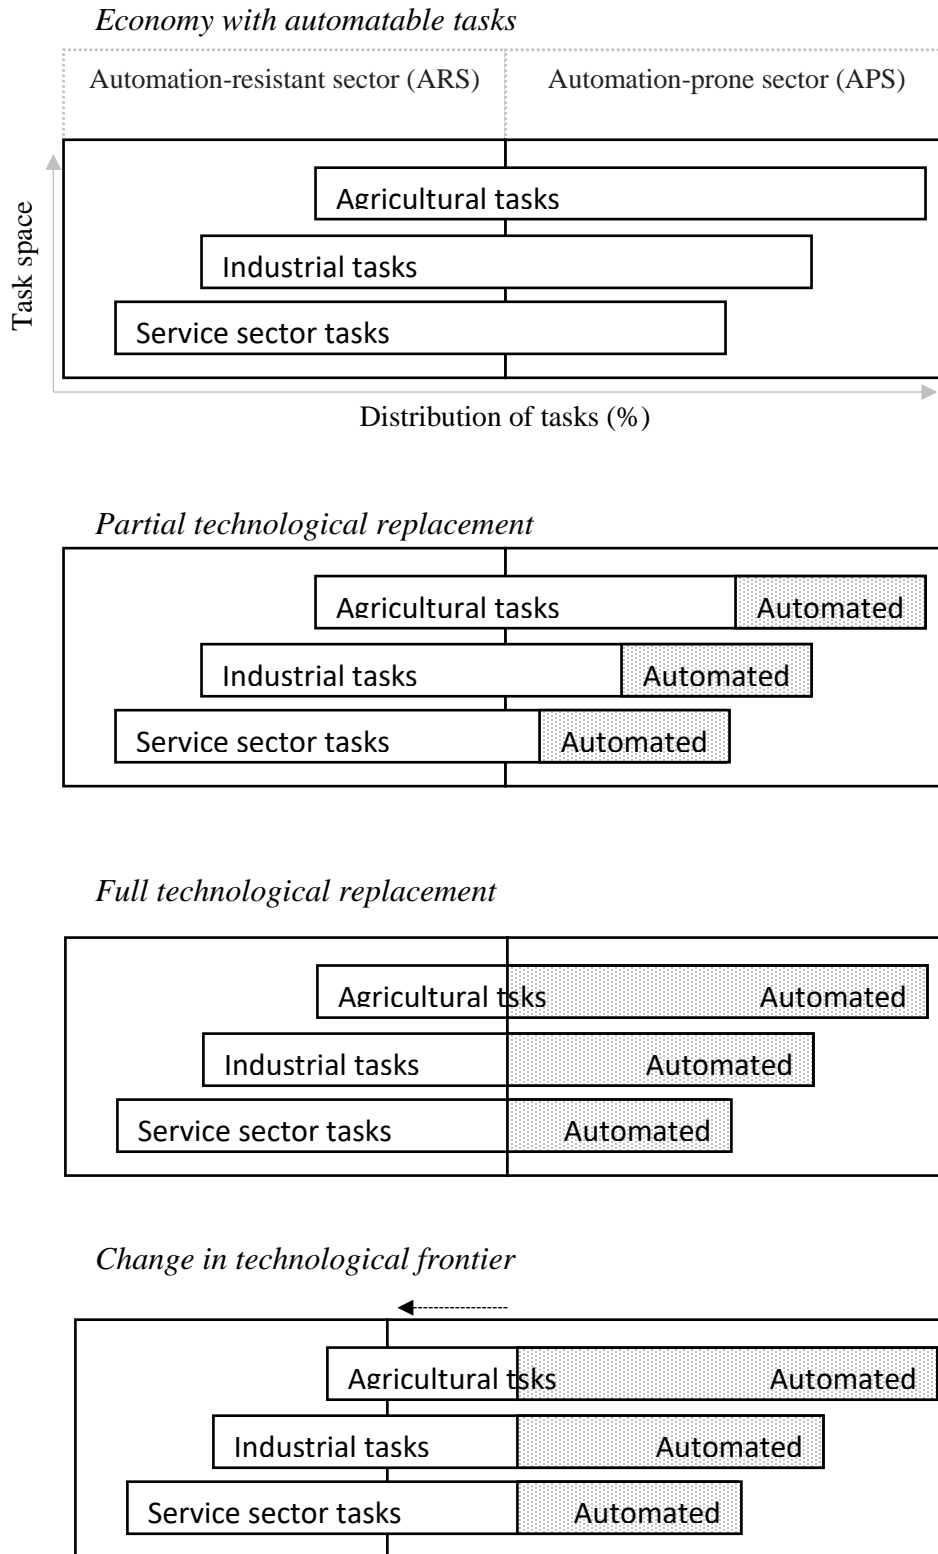 Economy with automatable tasks
Automation-resistant sector (ARS)
Automation-prone sector (APS)
Task space
Agricultural tasks
Industrial tasks
Service sector tasks
Distribution of tasks (%)
Partial technological replacement
Agricultural tasks
Automated
Industrial tasks
Automated
Service sector tasks
Automated
Full technological replacement
Agricultural tsks
Automated
Industrial tasks
Automated
Service sector tasks
Automated
Change in technological frontier
Agricultural tsks
Automated
Industrial tasks
Automated
Service sector tasks
Automated